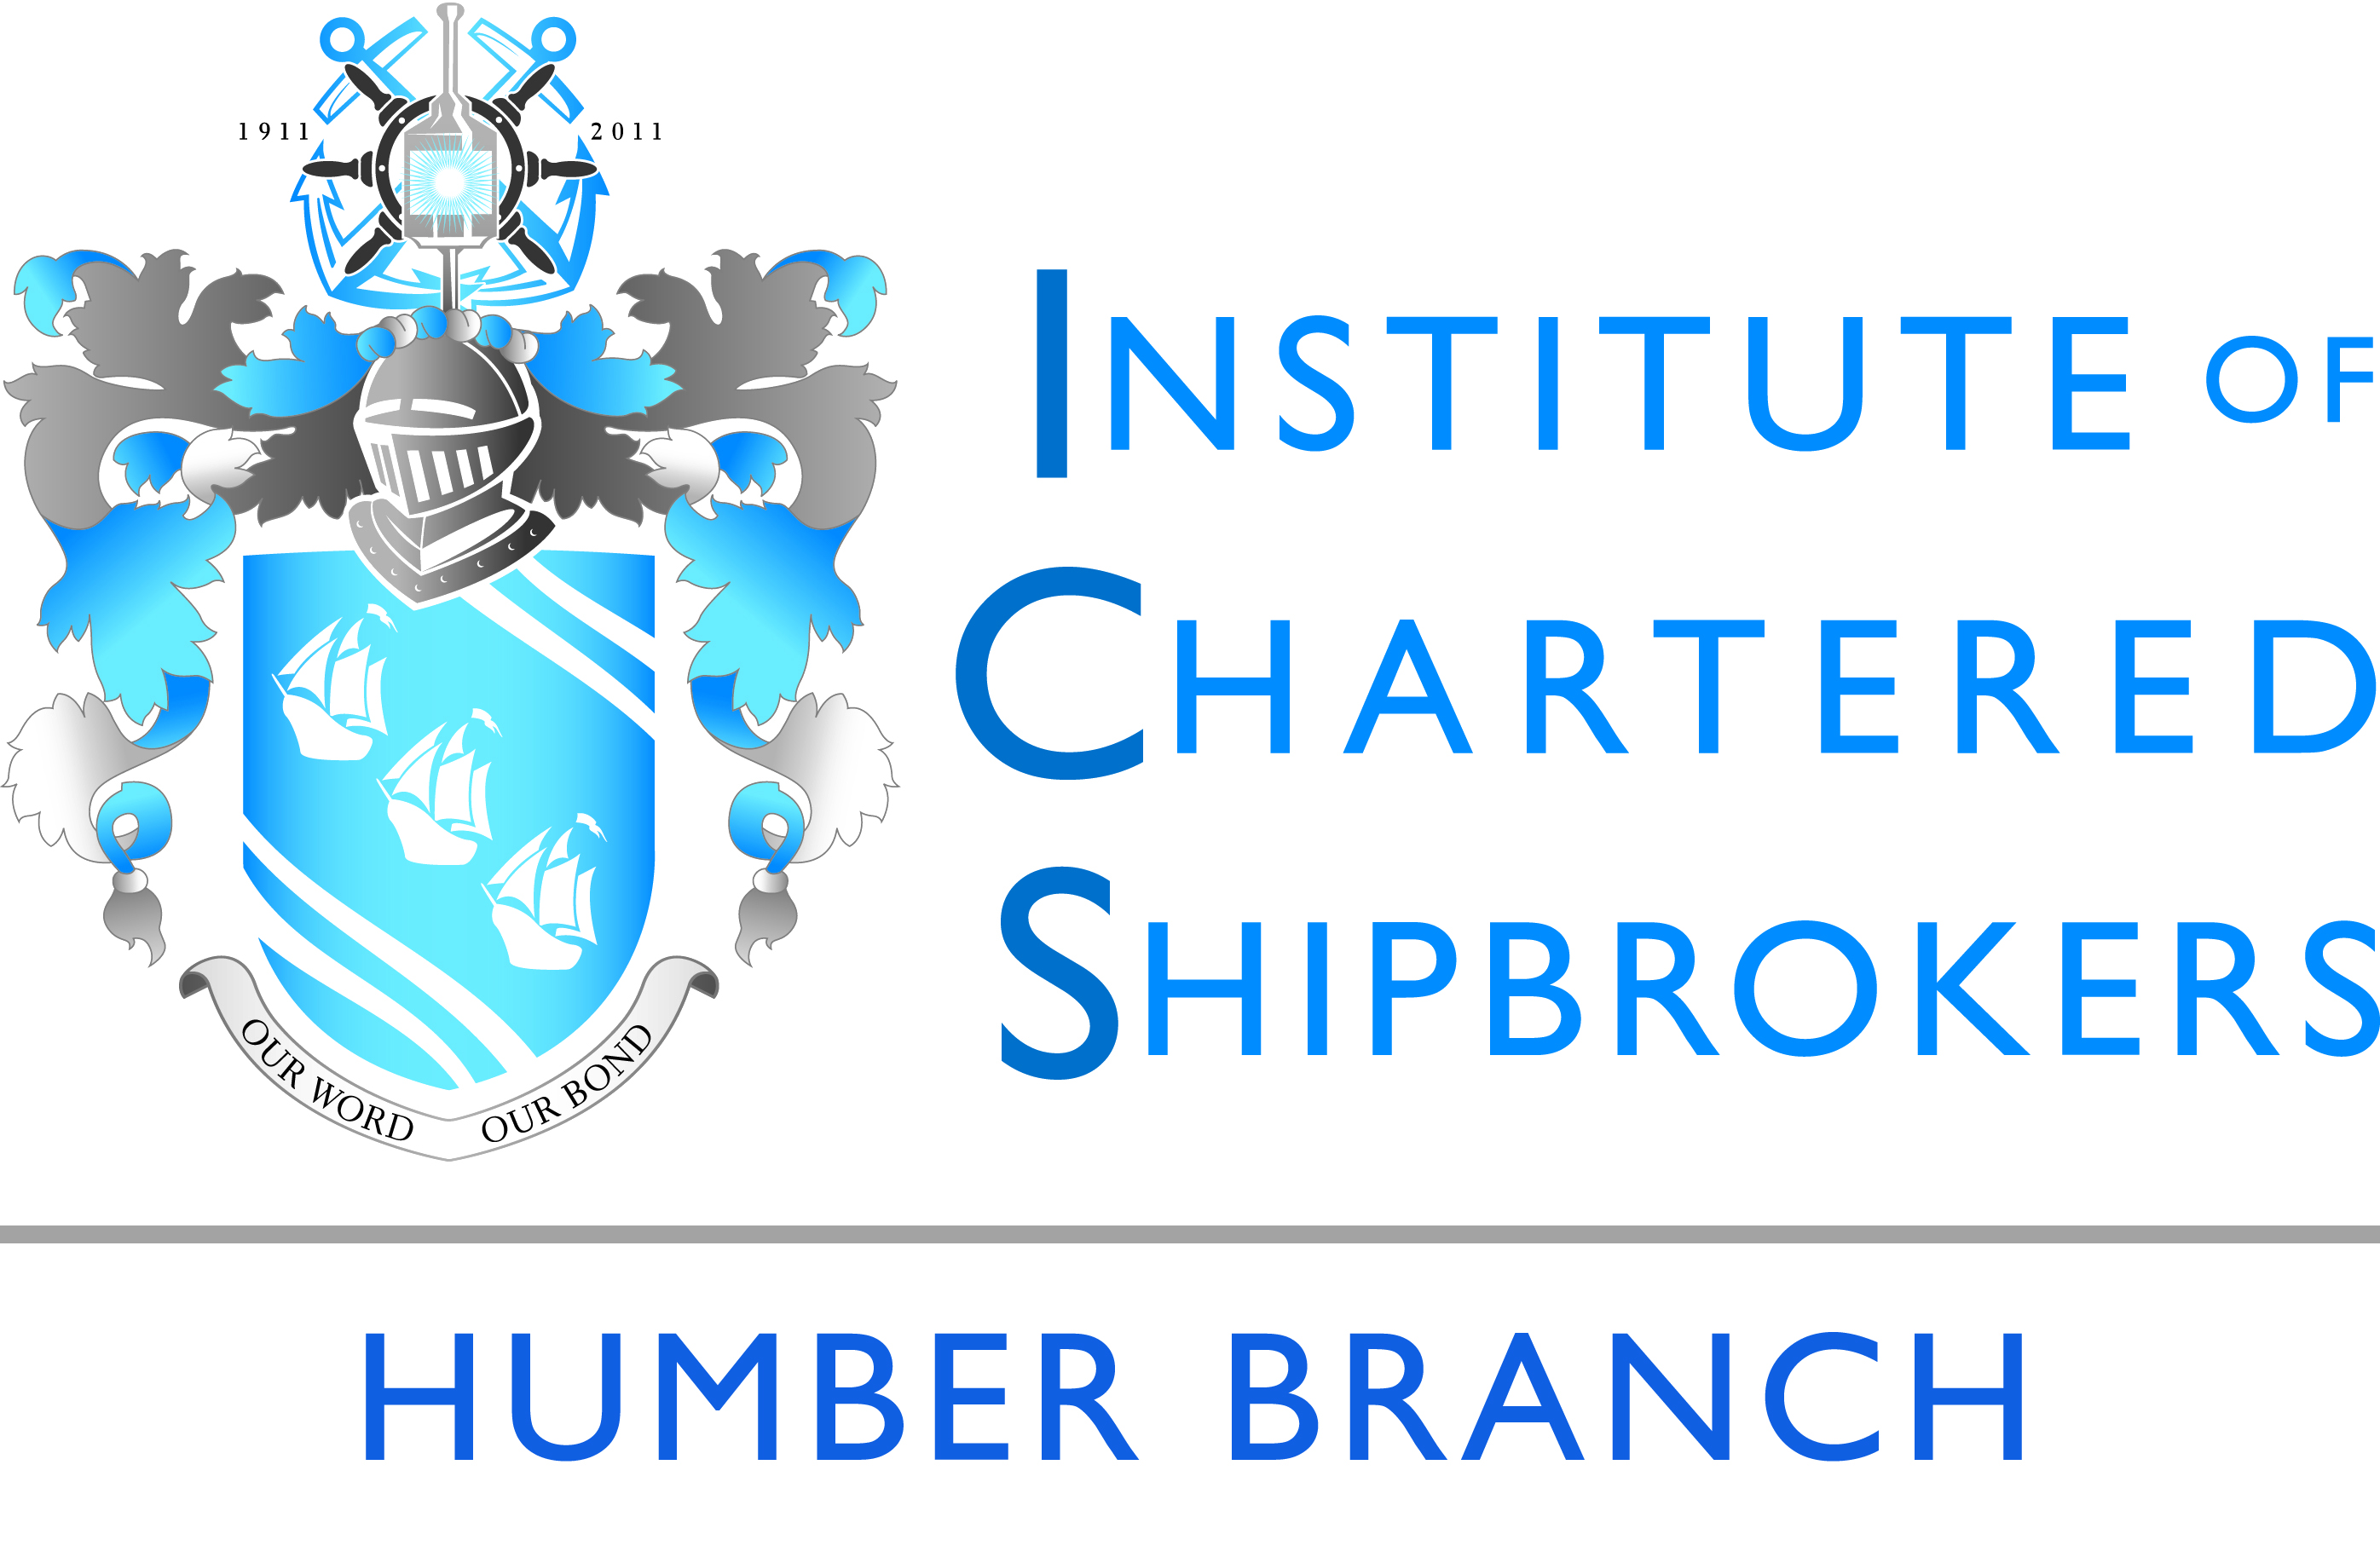 1911 2011
INSTITUTE OF
CHARTERED
SHIPBROKERS
OUR WORD OUR BOND
HUMBER BRANCH